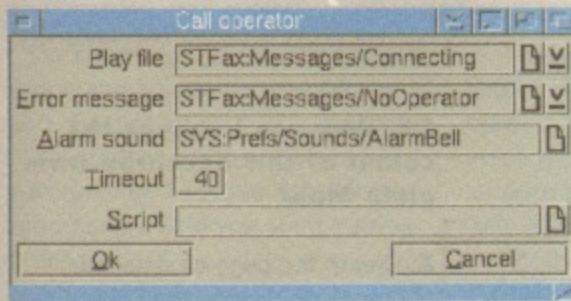 Call operator
Play file STFax:Messages/Connecting
Error message STFax:Messages/NoOperator
Alarm sound SYS:Prefs/Sounds/AlarmBell
Timeout 40
Script
Ok Cancel